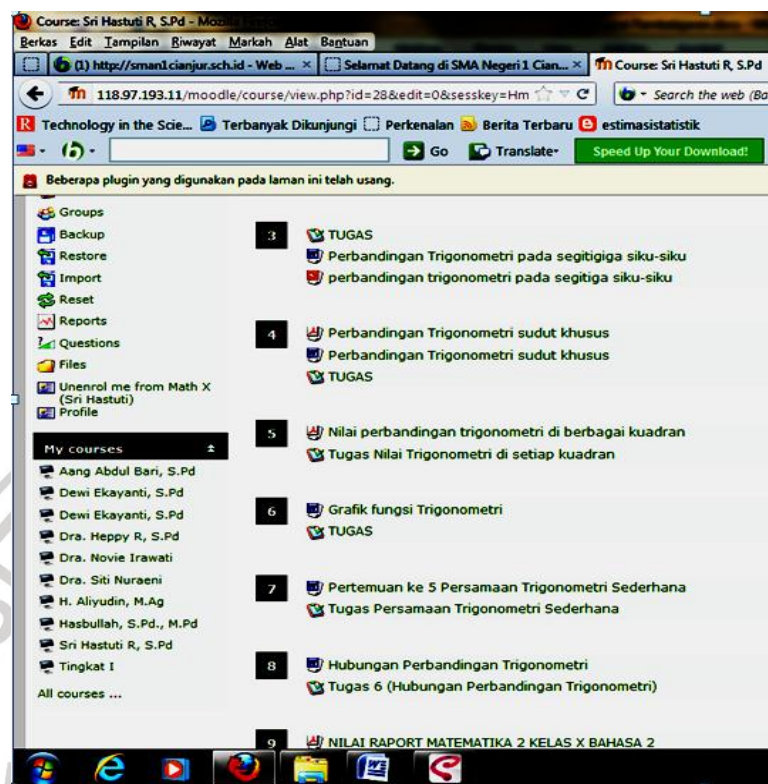 Course: Sri Hastuti R, S.Pd - Mozilla Firefox
Berkas Edit Tampilan Riwayat Markah Alat Bantuan
(1) http://sman1cianjur.sch.id - Web ... × Selamat Datang di SMA Negeri 1 Cian... × Course: Sri Hastuti R, S.Pd
118.97.193.11/moodle/course/view.php?id=28&edit=0&sesskey=Hm Search the web (Ba
Technology in the Scie... Terbanyak Dikunjungi Perkenalan Berita Terbaru estimasistatistik
Go Translate Speed Up Your Download!
Beberapa plugin yang digunakan pada laman ini telah usang.
Groups
Backup
Restore
Import
Reset
Reports
Questions
Files
Unenrol me from Math X
(Sri Hastuti)
Profile
My courses
Aang Abdul Bari, S.Pd
Dewi Ekayanti, S.Pd
Dewi Ekayanti, S.Pd
Dra. Heppy R, S.Pd
Dra. Novie Irawati
Dra. Siti Nuraeni
H. Aliyudin, M.Ag
Hasbullah, S.Pd., M.Pd
Sri Hastuti R, S.Pd
Tingkat I
All courses ...
3 TUGAS
Perbandingan Trigonometri pada segitigiga siku-siku
perbandingan trigonometri pada segitiga siku-siku
4 Perbandingan Trigonometri sudut khusus
Perbandingan Trigonometri sudut khusus
TUGAS
5 Nilai perbandingan trigonometri di berbagai kuadran
Tugas Nilai Trigonometri di setiap kuadran
6 Grafik fungsi Trigonometri
TUGAS
7 Pertemuan ke 5 Persamaan Trigonometri Sederhana
Tugas Persamaan Trigonometri Sederhana
8 Hubungan Perbandingan Trigonometri
Tugas 6 (Hubungan Perbandingan Trigonometri)
9 NILAI RAPORT MATEMATIKA 2 KELAS X BAHASA 2